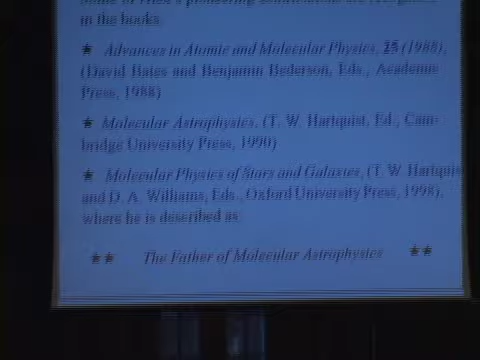 in the books:
★ Advances in Atomic and Molecular Physics, 25 (1988),
(David Bates and Benjamin Bederson, Eds., Academic
Press, 1988)
★ Molecular Astrophysics, (T. W. Hartquist, Ed., Cam-
bridge University Press, 1990)
★ Molecular Physics of Stars and Galaxies, (T. W. Hartquist
and D. A. Williams, Eds., Oxford University Press, 1998),
where he is described as
★★ The Father of Molecular Astrophysics ★★